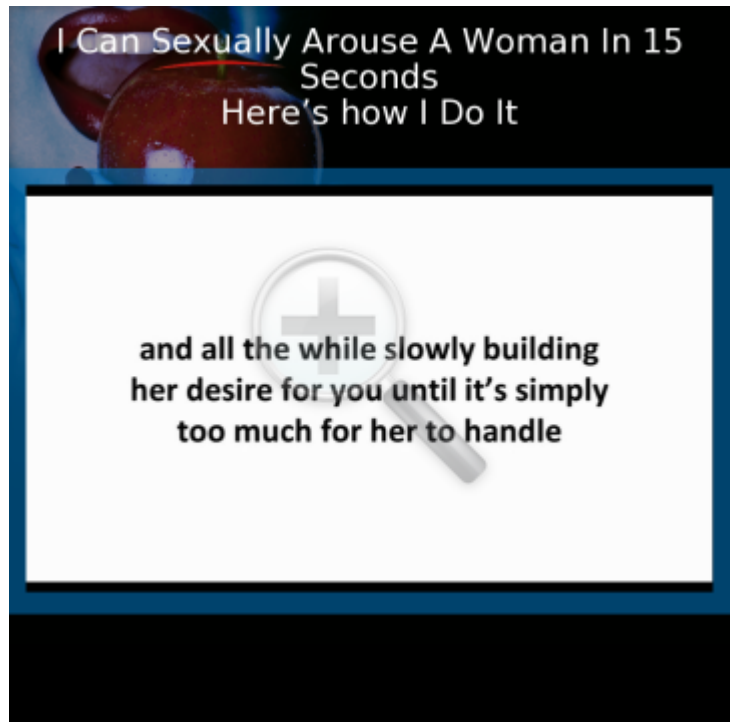 I Can Sexually Arouse A Woman In 15
Seconds
Here's how I Do It
and all the while slowly building
her desire for you until it’s simply
too much for her to handle